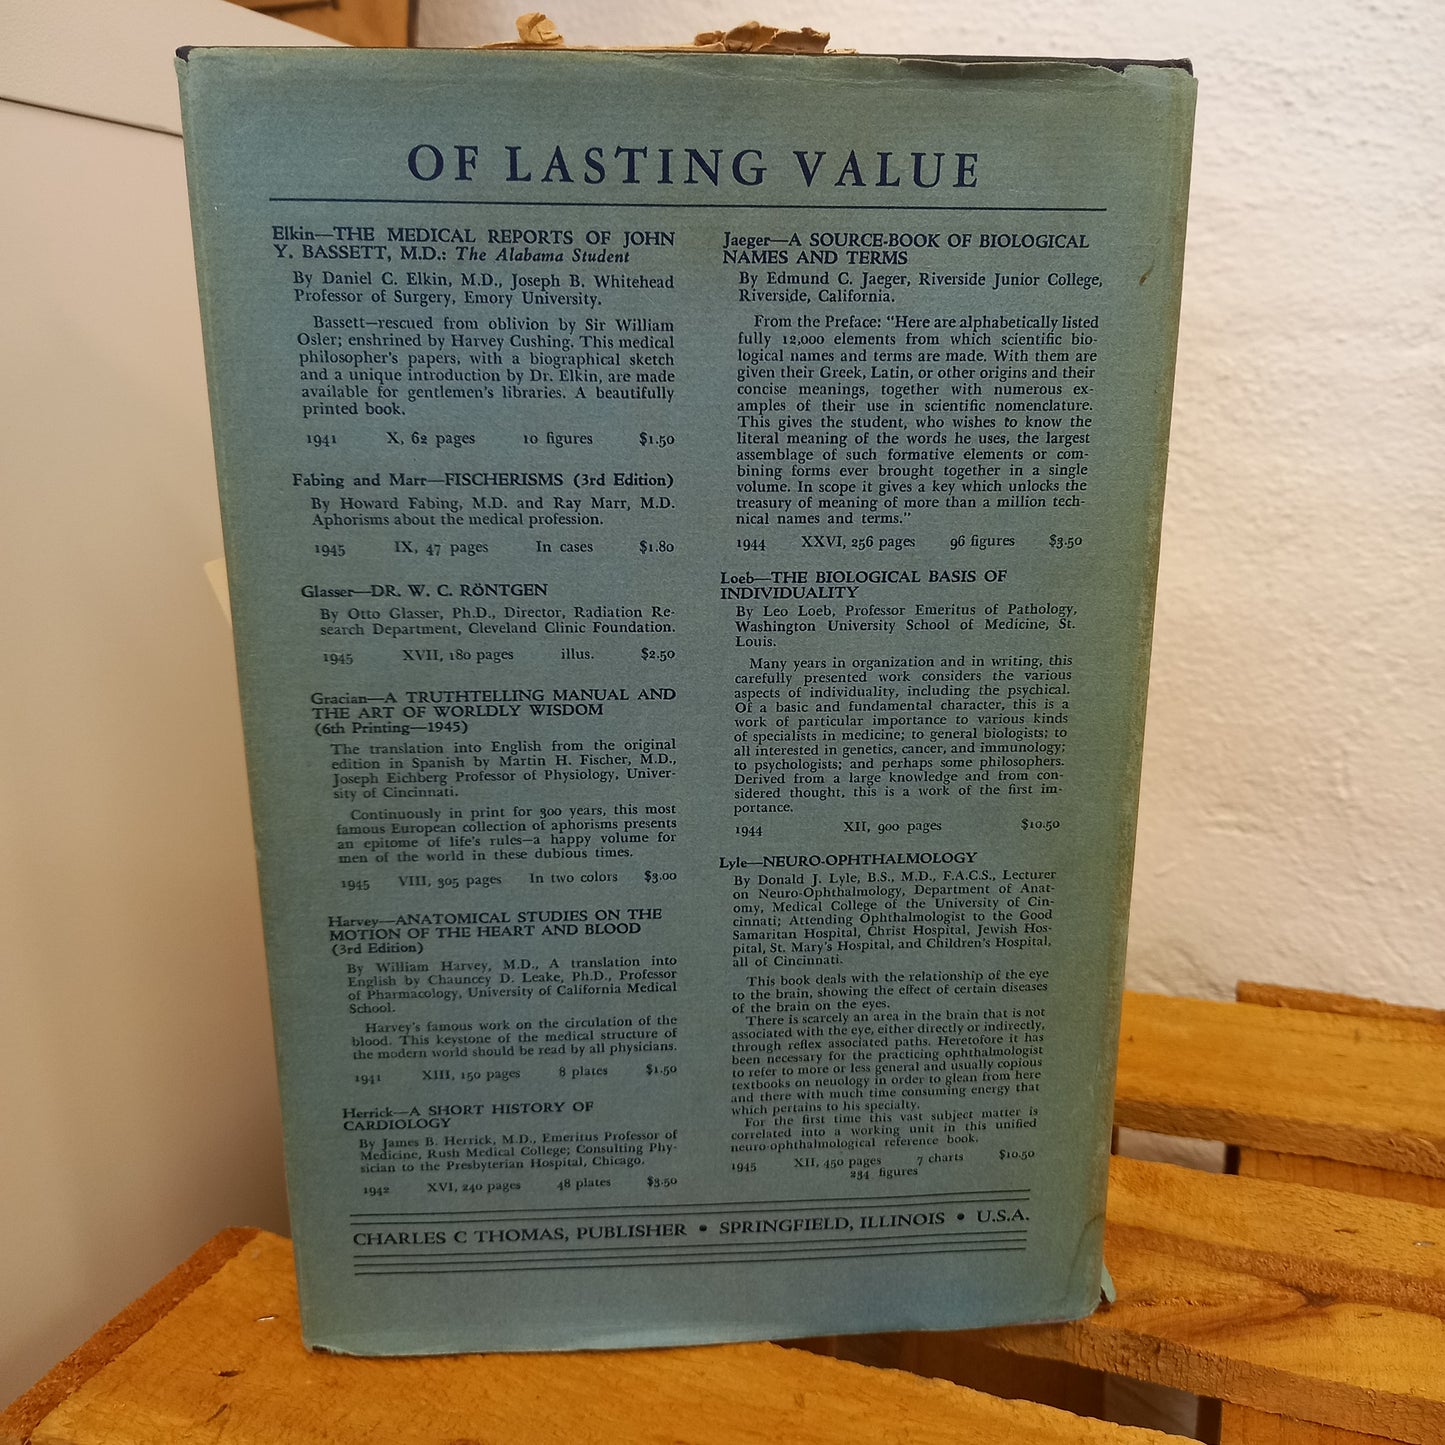 OF LASTING VALUE
Elkin—THE MEDICAL REPORTS OF JOHN
Y. BASSETT, M.D.: The Alabama Student
By Daniel C. Elkin, M.D., Joseph B. Whitehead
Professor of Surgery, Emory University.
Bassett—rescued from oblivion by Sir William
Osler; enshrined by Harvey Cushing. This medical
philosopher's papers, with a biographical sketch
and a unique introduction by Dr. Elkin, are made
available for gentlemen's libraries. A beautifully
printed book.
1941 X, 62 pages 10 figures $1.50
Fabing and Marr—FISCHERISMS (3rd Edition)
By Howard Fabing, M.D. and Ray Marr, M.D.
Aphorisms about the medical profession.
1945 IX, 47 pages In cases $1.80
Glasser—DR. W. C. RÖNTGEN
By Otto Glasser, Ph.D., Director, Radiation Re-
search Department, Cleveland Clinic Foundation.
1945 XVII, 180 pages illus. $2.50
Gracian—A TRUTHTELLING MANUAL AND
THE ART OF WORLDLY WISDOM
(6th Printing—1945)
The translation into English from the original
edition in Spanish by Martin H. Fischer, M.D.,
Joseph Eichberg Professor of Physiology, Univer-
sity of Cincinnati.
Continuously in print for 300 years, this most
famous European collection of aphorisms presents
an epitome of life's rules—a happy volume for
men of the world in these dubious times.
1945 VIII, 305 pages In two colors $3.00
Harvey—ANATOMICAL STUDIES ON THE
MOTION OF THE HEART AND BLOOD
(3rd Edition)
By William Harvey, M.D., A translation into
English by Chauncey D. Leake, Ph.D., Professor
of Pharmacology, University of California Medical
School.
Harvey's famous work on the circulation of the
blood. This keystone of the medical structure of
the modern world should be read by all physicians.
1941 XIII, 150 pages 8 plates $1.50
Herrick—A SHORT HISTORY OF
CARDIOLOGY
By James B. Herrick, M.D., Emeritus Professor of
Medicine, Rush Medical College; Consulting Phy-
sician to the Presbyterian Hospital, Chicago.
1942 XVI, 240 pages 48 plates $3.50
Jaeger—A SOURCE-BOOK OF BIOLOGICAL
NAMES AND TERMS
By Edmund C. Jaeger, Riverside Junior College,
Riverside, California.
From the Preface: "Here are alphabetically listed
fully 12,000 elements from which scientific bio-
logical names and terms are made. With them are
given their Greek, Latin, or other origins and their
concise meanings, together with numerous ex-
amples of their use in scientific nomenclature.
This gives the student, who wishes to know the
literal meaning of the words he uses, the largest
assemblage of such formative elements or com-
bining forms ever brought together in a single
volume. In scope it gives a key which unlocks the
treasury of meaning of more than a million tech-
nical names and terms."
1944 XXVI, 256 pages 96 figures $3.50
Loeb—THE BIOLOGICAL BASIS OF
INDIVIDUALITY
By Leo Loeb, Professor Emeritus of Pathology,
Washington University School of Medicine, St.
Louis.
Many years in organization and in writing, this
carefully presented work considers the various
aspects of individuality, including the psychical.
Of a basic and fundamental character, this is a
work of particular importance to various kinds
of specialists in medicine; to general biologists; to
all interested in genetics, cancer, and immunology;
to psychologists; and perhaps some philosophers.
Derived from a large knowledge and from con-
sidered thought, this is a work of the first im-
portance.
1944 XII, 900 pages $10.50
Lyle—NEURO-OPHTHALMOLOGY
By Donald J. Lyle, B.S., M.D., F.A.C.S., Lecturer
on Neuro-Ophthalmology, Department of Anat-
omy, Medical College of the University of Cin-
cinnati; Attending Ophthalmologist to the Good
Samaritan Hospital, Christ Hospital, Jewish Hos-
pital, St. Mary's Hospital, and Children's Hospital,
all of Cincinnati.
This book deals with the relationship of the eye
to the brain, showing the effect of certain diseases
of the brain on the eyes.
There is scarcely an area in the brain that is not
associated with the eye, either directly or indirectly,
through reflex associated paths. Heretofore it has
been necessary for the practicing ophthalmologist
to refer to more or less general and usually copious
textbooks on neuology in order to glean from here
and there with much time consuming energy that
which pertains to his specialty.
For the first time this vast subject matter is
correlated into a working unit in this unified
neuro-ophthalmological reference book.
1945 XII, 450 pages 7 charts $10.50
234 figures
CHARLES C THOMAS, PUBLISHER • SPRINGFIELD, ILLINOIS • U.S.A.